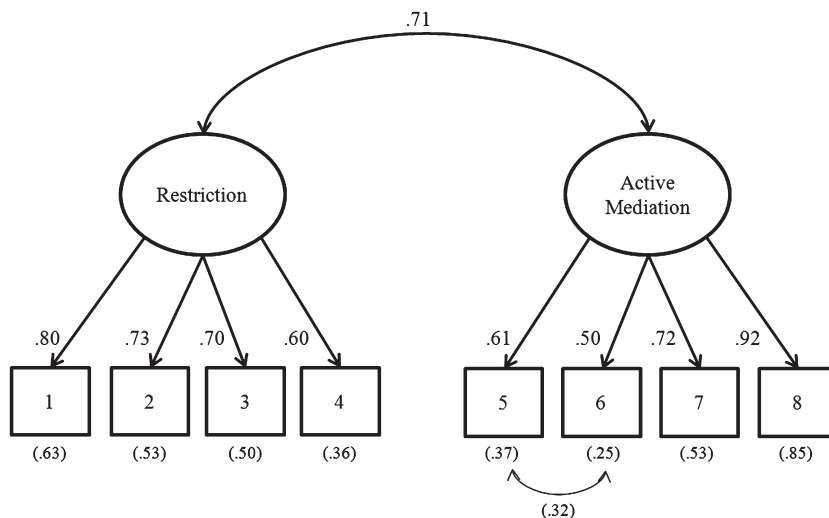 .71
Restriction
Active
Mediation
.80 .73 .70 .60 .61 .50 .72 .92
1 2 3 4 5 6 7 8
(.63) (.53) (.50) (.36) (.37) (.25) (.53) (.85)
(.32)